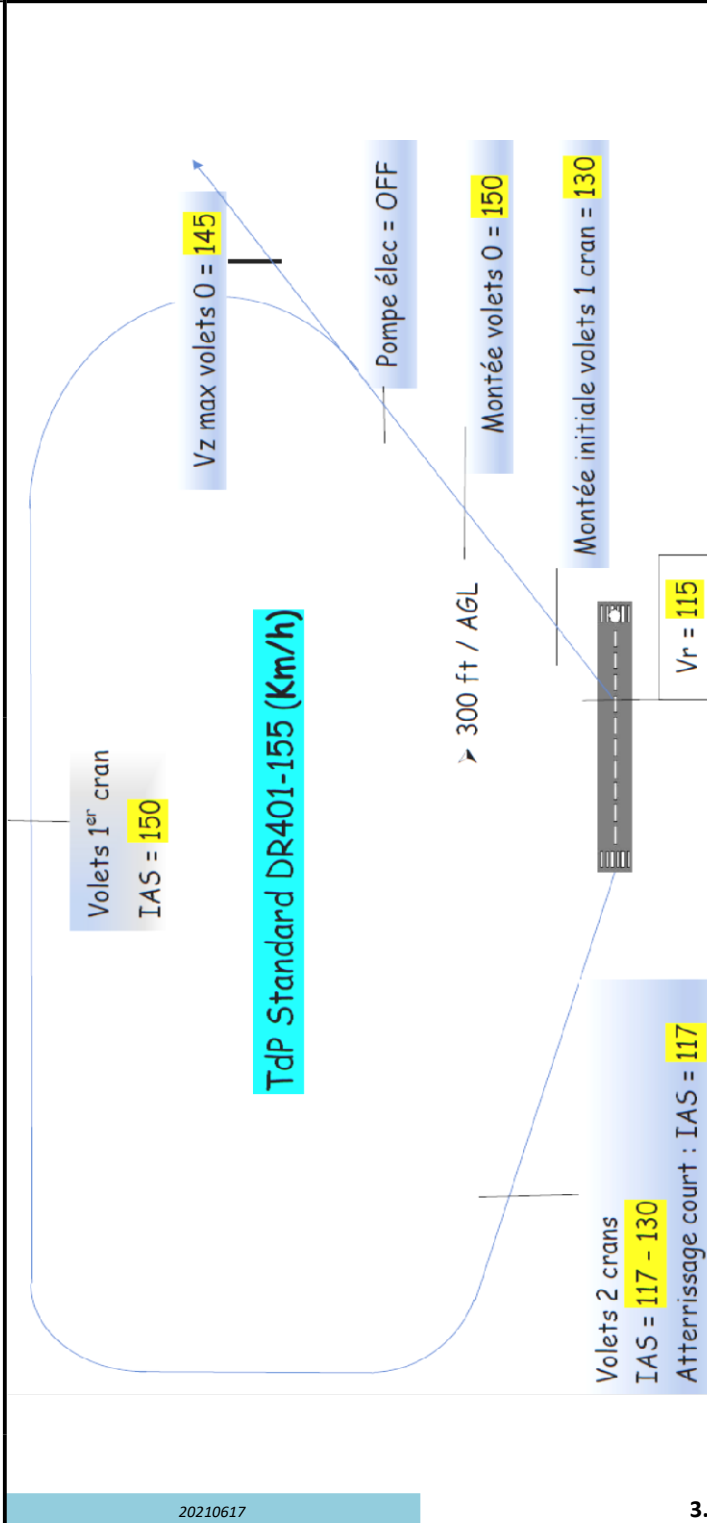 Vz max volets 0 = 145
Pompe élec = OFF
Montée volets 0 = 150
Montée initiale volets 1 cran = 130
➤ 300 ft / AGL
Vr = 115
Volets 1er cran
IAS = 150
TdP Standard DR401-155 (Km/h)
Volets 2 crans
IAS = 117 - 130
Atterrissage court : IAS = 117
20210617
3.